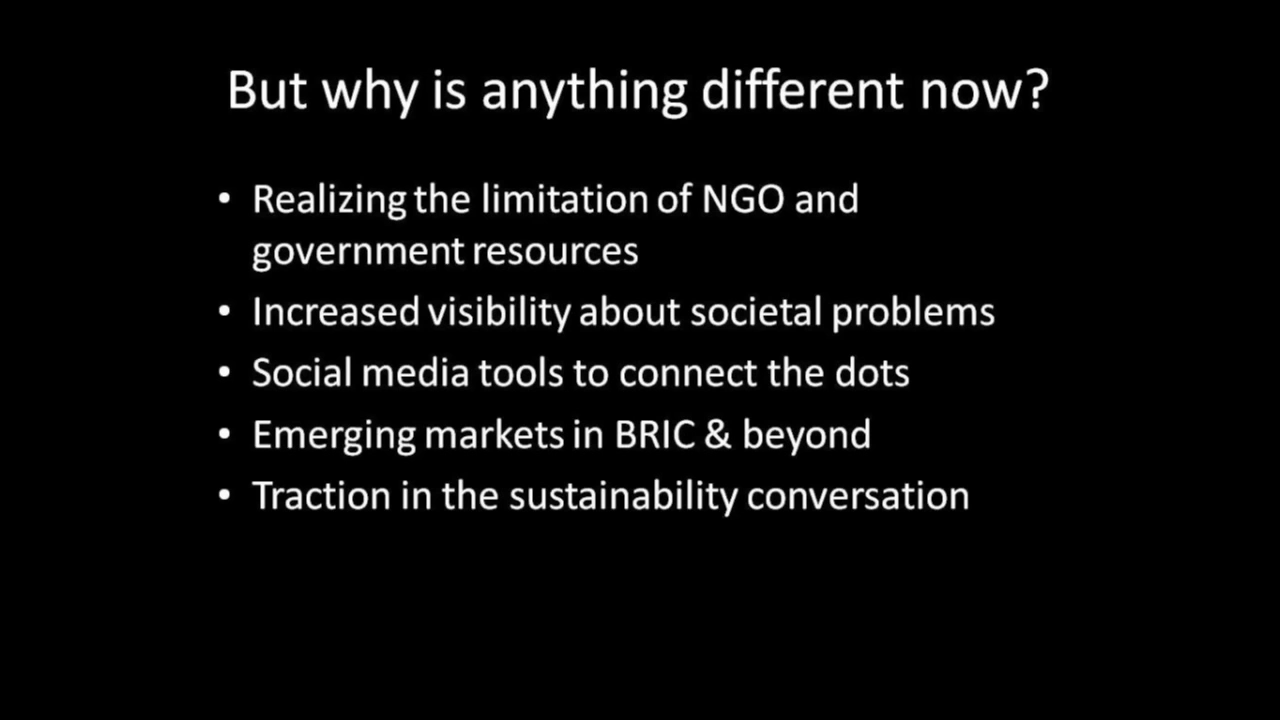 But why is anything different now?
• Realizing the limitation of NGO and
government resources
• Increased visibility about societal problems
• Social media tools to connect the dots
• Emerging markets in BRIC & beyond
• Traction in the sustainability conversation